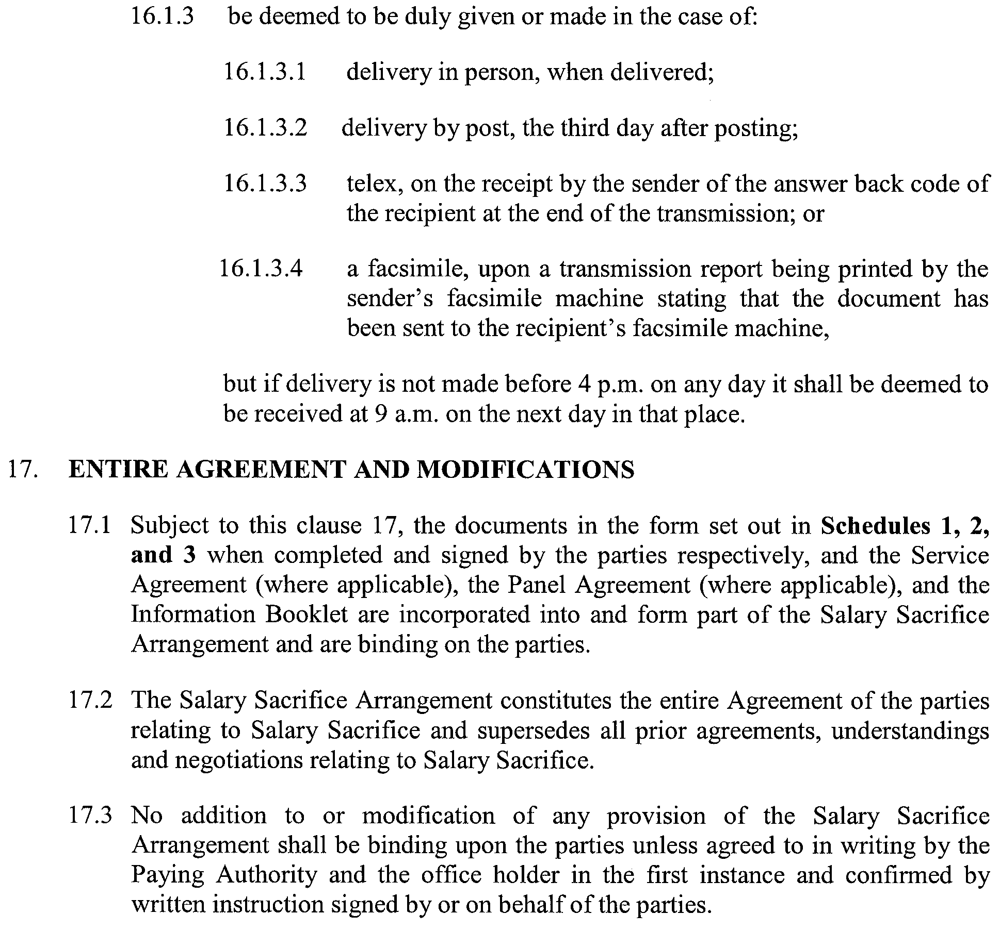 16.1.3 be deemed to be duly given or made in the case of:
16.1.3.1 delivery in person, when delivered;
16.1.3.2 delivery by post, the third day after posting;
16.1.3.3 telex, on the receipt by the sender of the answer back code of
the recipient at the end of the transmission; or
16.1.3.4 a facsimile, upon a transmission report being printed by the
sender’s facsimile machine stating that the document has
been sent to the recipient’s facsimile machine,
but if delivery is not made before 4 p.m. on any day it shall be deemed to
be received at 9 a.m. on the next day in that place.
17. ENTIRE AGREEMENT AND MODIFICATIONS
17.1 Subject to this clause 17, the documents in the form set out in Schedules 1, 2,
and 3 when completed and signed by the parties respectively, and the Service
Agreement (where applicable), the Panel Agreement (where applicable), and the
Information Booklet are incorporated into and form part of the Salary Sacrifice
Arrangement and are binding on the parties.
17.2 The Salary Sacrifice Arrangement constitutes the entire Agreement of the parties
relating to Salary Sacrifice and supersedes all prior agreements, understandings
and negotiations relating to Salary Sacrifice.
17.3 No addition to or modification of any provision of the Salary Sacrifice
Arrangement shall be binding upon the parties unless agreed to in writing by the
Paying Authority and the office holder in the first instance and confirmed by
written instruction signed by or on behalf of the parties.